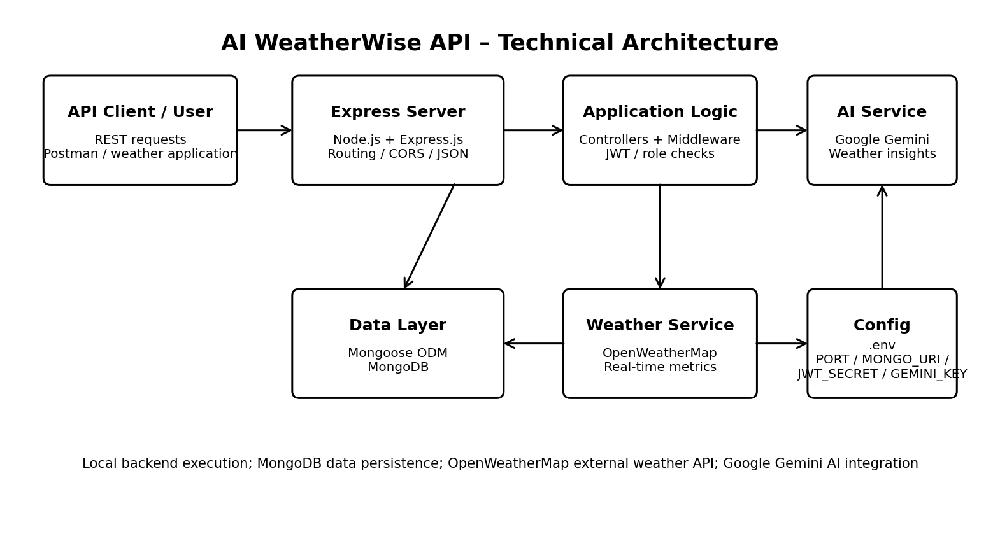 AI WeatherWise API – Technical Architecture
API Client / User
REST requests
Postman / weather application
Express Server
Node.js + Express.js
Routing / CORS / JSON
Application Logic
Controllers + Middleware
JWT / role checks
AI Service
Google Gemini
Weather insights
Data Layer
Mongoose ODM
MongoDB
Weather Service
OpenWeatherMap
Real-time metrics
Config
.env
PORT / MONGO_URI /
JWT_SECRET / GEMINI_KEY
Local backend execution; MongoDB data persistence; OpenWeatherMap external weather API; Google Gemini AI integration